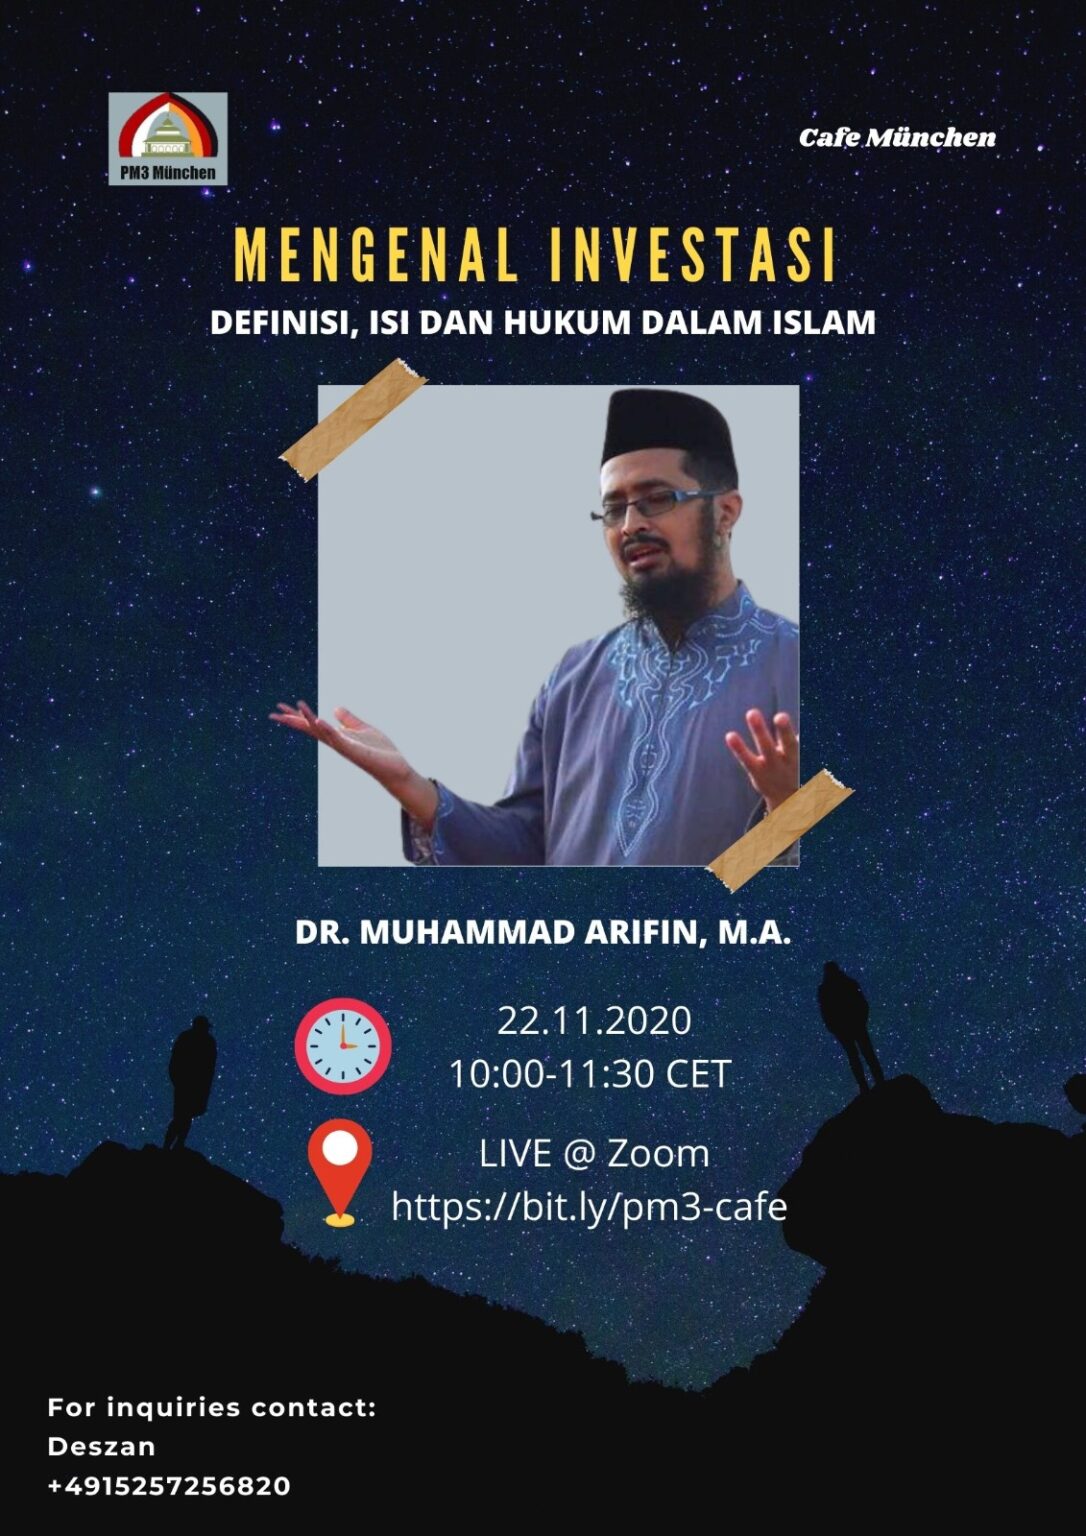 PM3 München
Cafe München
MENGENAL INVESTASI
DEFINISI, ISI DAN HUKUM DALAM ISLAM
DR. MUHAMMAD ARIFIN, M.A.
22.11.2020
10:00-11:30 CET
LIVE @ Zoom
https://bit.ly/pm3-cafe
For inquiries contact:
Deszan
+4915257256820